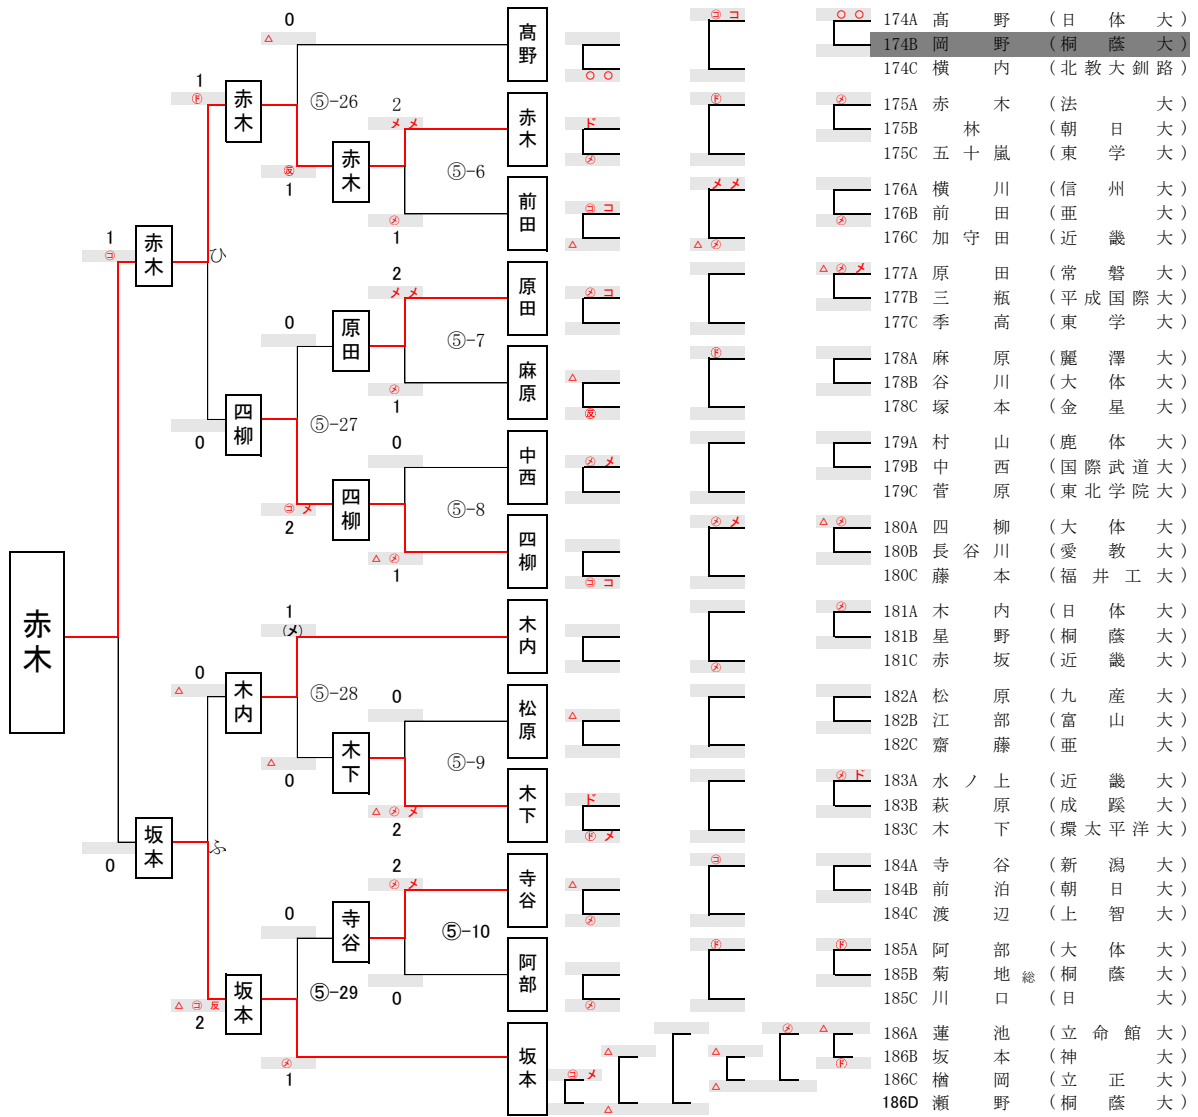 174A 髙野 (日体大)
174B 岡野 (桐蔭大)
174C 横内 (北教大釧路)
175A 赤木 (法大)
175B 林 (朝日大)
175C 五十嵐 (東学大)
176A 横川 (信州大)
176B 前田 (亜大)
176C 加守田 (近畿大)
177A 原田 (常磐大)
177B 三瓶 (平成国際大)
177C 季高 (東学大)
178A 麻原 (麗澤大)
178B 谷川 (大体大)
178C 塚本 (金星大)
179A 村山 (鹿体大)
179B 中西 (国際武道大)
179C 菅原 (東北学院大)
180A 四柳 (大体大)
180B 長谷川 (愛教大)
180C 藤本 (福井工大)
181A 木内 (日体大)
181B 星野 (桐蔭大)
181C 赤坂 (近畿大)
182A 松原 (九産大)
182B 江部 (富山大)
182C 齋藤 (亜大)
183A 水ノ上 (近畿大)
183B 萩原 (成蹊大)
183C 木下 (環太平洋大)
184A 寺谷 (新潟大)
184B 前泊 (朝日大)
184C 渡辺 (上智大)
185A 阿部 (大体大)
185B 菊地 総 (桐蔭大)
185C 川口 (日大)
186A 蓮池 (立命館大)
186B 坂本 (神大)
186C 楢岡 (立正大)
186D 瀬野 (桐蔭大)
髙野
赤木
前田
原田
麻原
中西
四柳
木内
松原
木下
寺谷
阿部
坂本
赤木
原田
四柳
木下
寺谷
赤木
四柳
木内
坂本
赤木
坂本
赤木
⑤-26
⑤-6
⑤-7
⑤-27
⑤-8
⑤-28
⑤-9
⑤-10
⑤-29
ひ
ふ